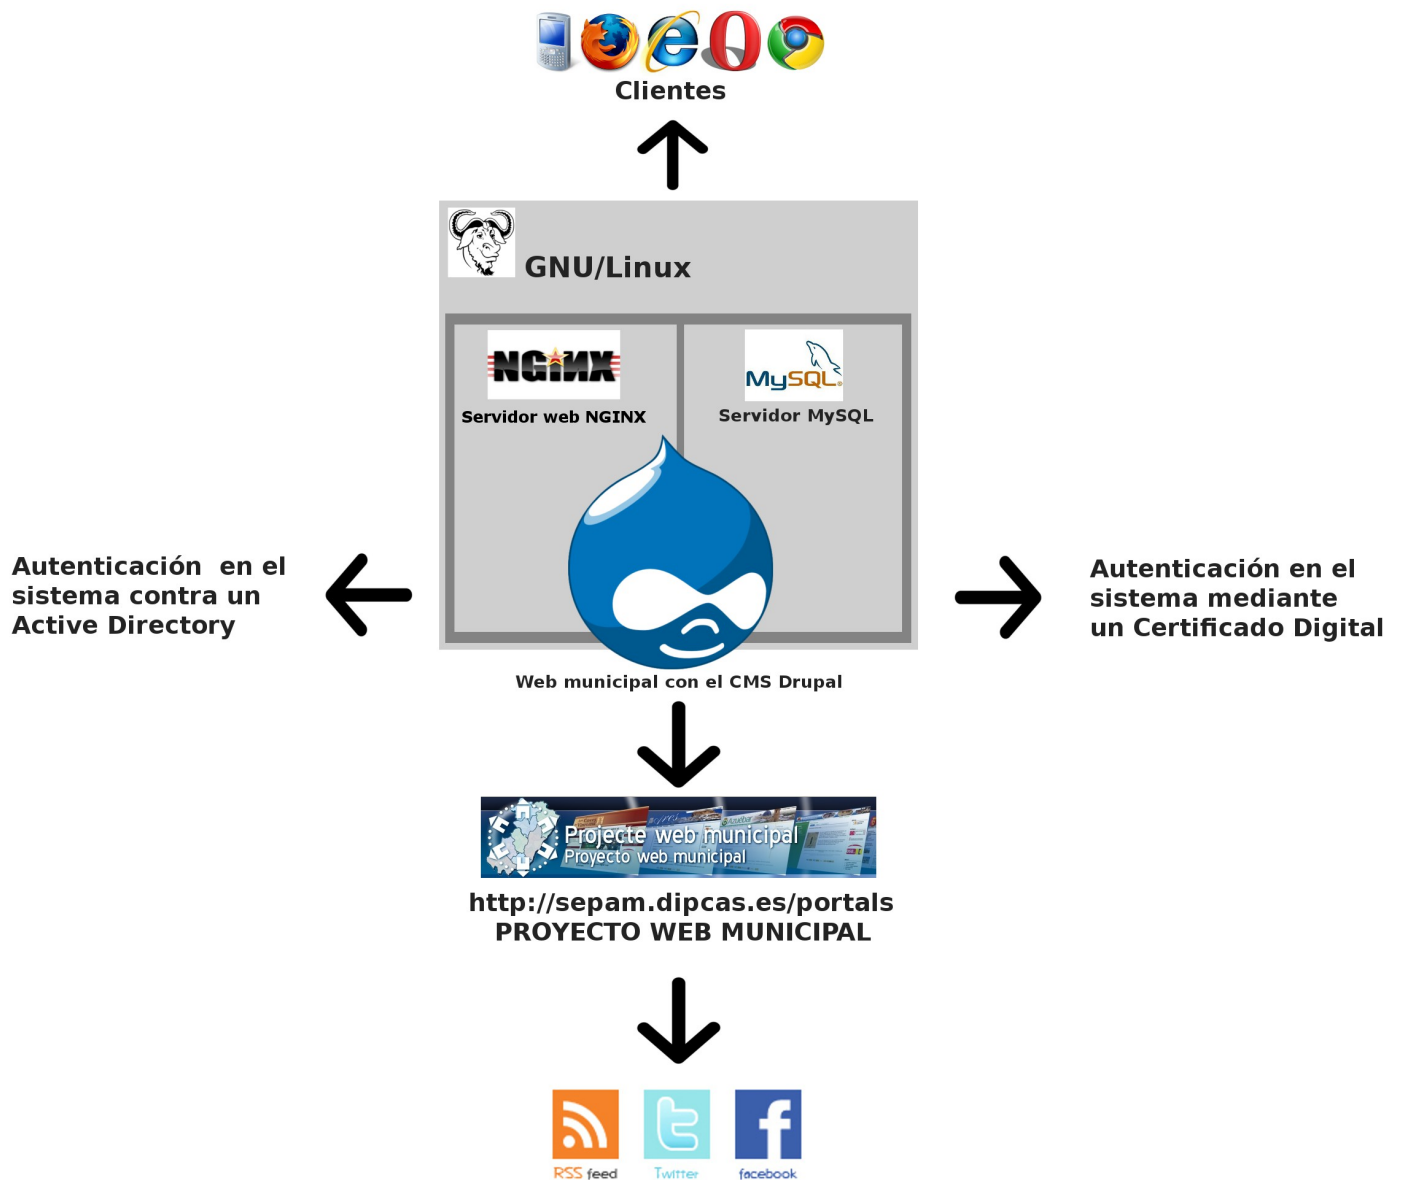 Clientes
GNU/Linux
NGINX
MySQL
Servidor web NGINX
Servidor MySQL
Autenticación en el
sistema contra un
Active Directory
Autenticación en el
sistema mediante
un Certificado Digital
Web municipal con el CMS Drupal
Azuébar
Projecte web municipal
Proyecto web municipal
http://sepam.dipcas.es/portals
PROYECTO WEB MUNICIPAL
RSS feed
Twitter
facebook